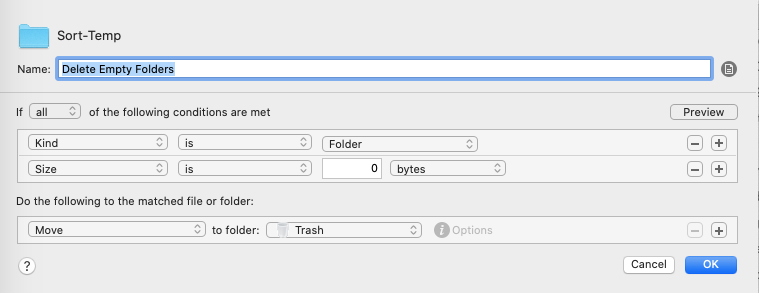 Sort-Temp
Name: Delete Empty Folders
If all of the following conditions are met Preview
Kind is Folder
Size is 0 bytes
Do the following to the matched file or folder:
Move to folder: Trash Options
? Cancel OK